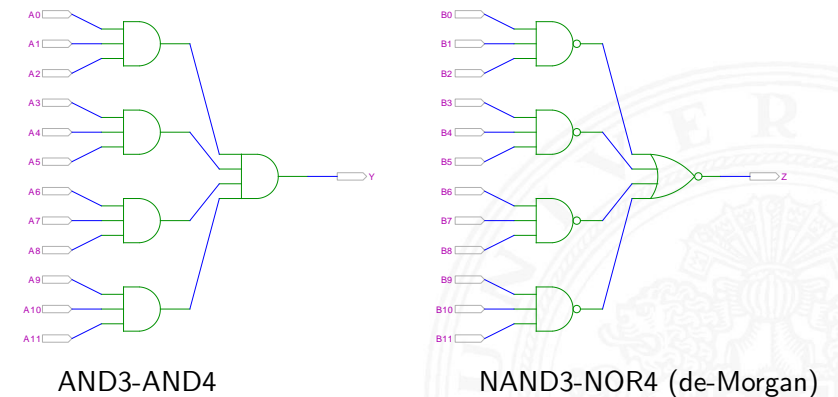 A0
A1
A2
A3
A4
A5
A6
A7
A8
A9
A10
A11
Y
AND3-AND4
B0
B1
B2
B3
B4
B5
B6
B7
B8
B9
B10
B11
Z
NAND3-NOR4 (de-Morgan)
UNIVER